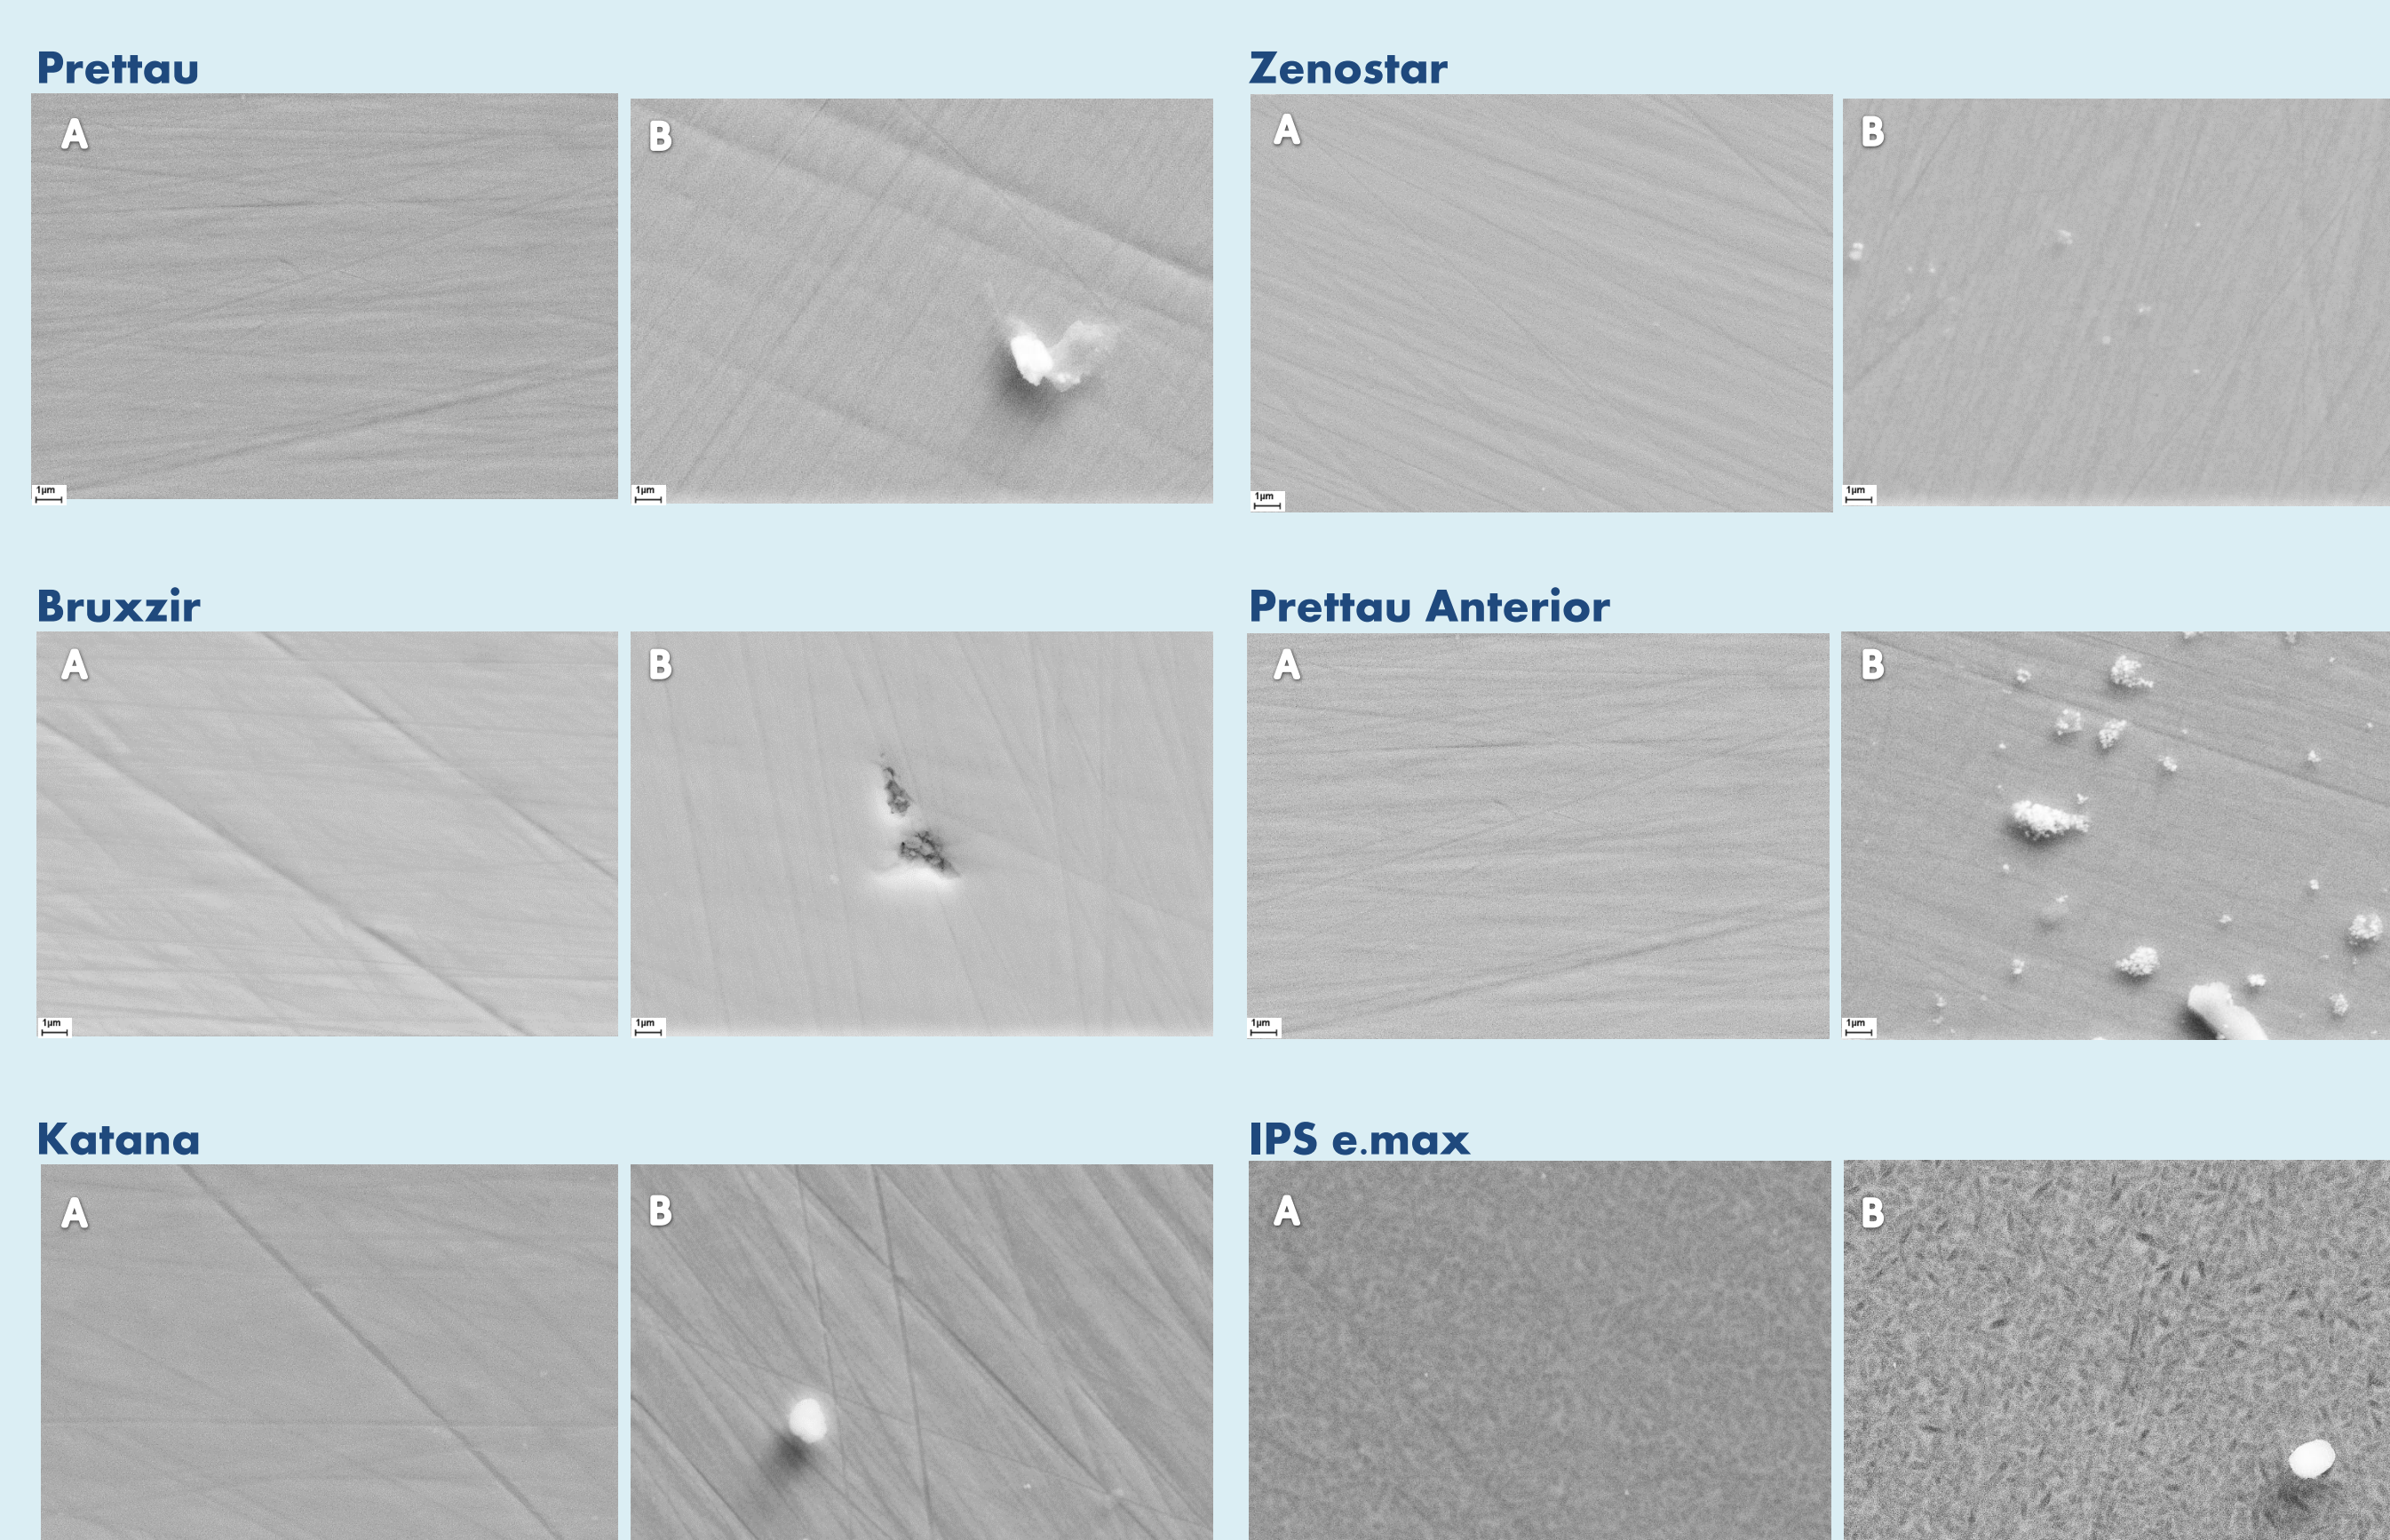 Prettau
A
1µm
B
1µm
Zenostar
A
1µm
B
1µm
Bruxzir
A
1µm
B
1µm
Prettau Anterior
A
1µm
B
1µm
Katana
A
B
IPS e.max
A
B